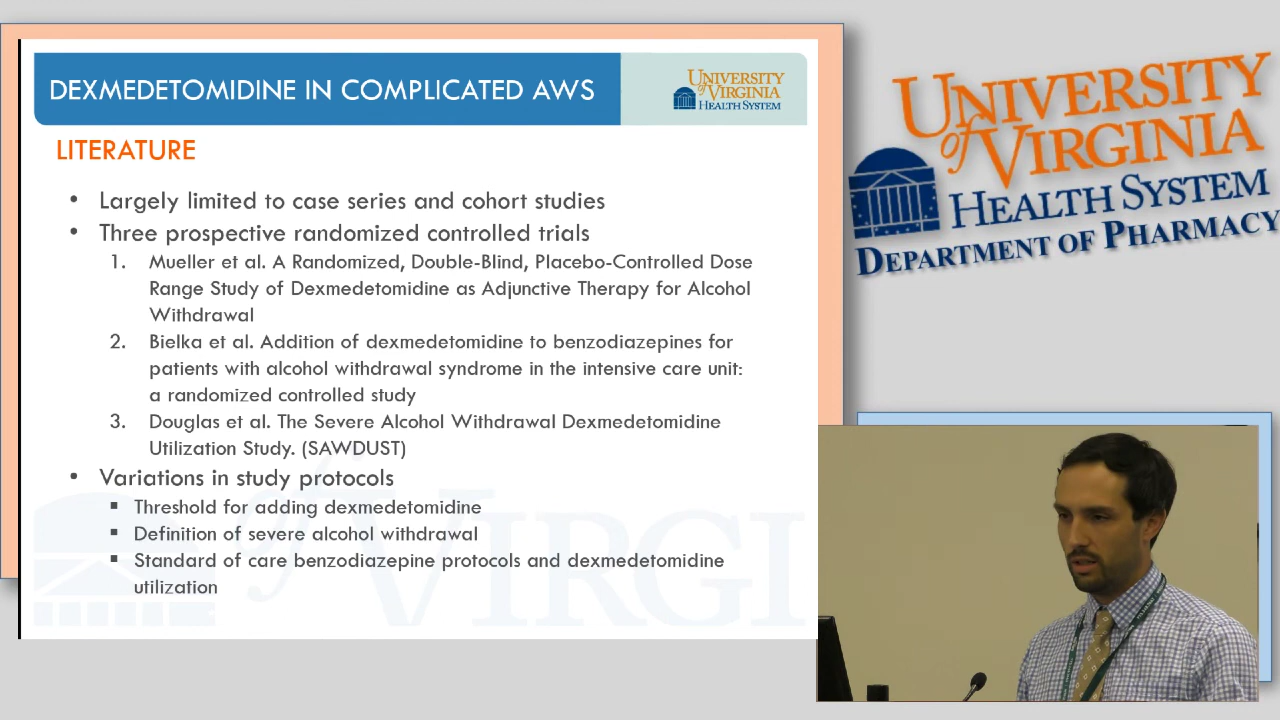 DEXMEDETOMIDINE IN COMPLICATED AWS
UNIVERSITY
of VIRGINIA
HEALTH SYSTEM
LITERATURE
• Largely limited to case series and cohort studies
• Three prospective randomized controlled trials
1. Mueller et al. A Randomized, Double-Blind, Placebo-Controlled Dose
Range Study of Dexmedetomidine as Adjunctive Therapy for Alcohol
Withdrawal
2. Bielka et al. Addition of dexmedetomidine to benzodiazepines for
patients with alcohol withdrawal syndrome in the intensive care unit:
a randomized controlled study
3. Douglas et al. The Severe Alcohol Withdrawal Dexmedetomidine
Utilization Study. (SAWDUST)
• Variations in study protocols
▪ Threshold for adding dexmedetomidine
▪ Definition of severe alcohol withdrawal
▪ Standard of care benzodiazepine protocols and dexmedetomidine
utilization
of VIRGI
UNIVERSITY
of VIRGINIA
HEALTH SYSTEM
DEPARTMENT OF PHARMACY